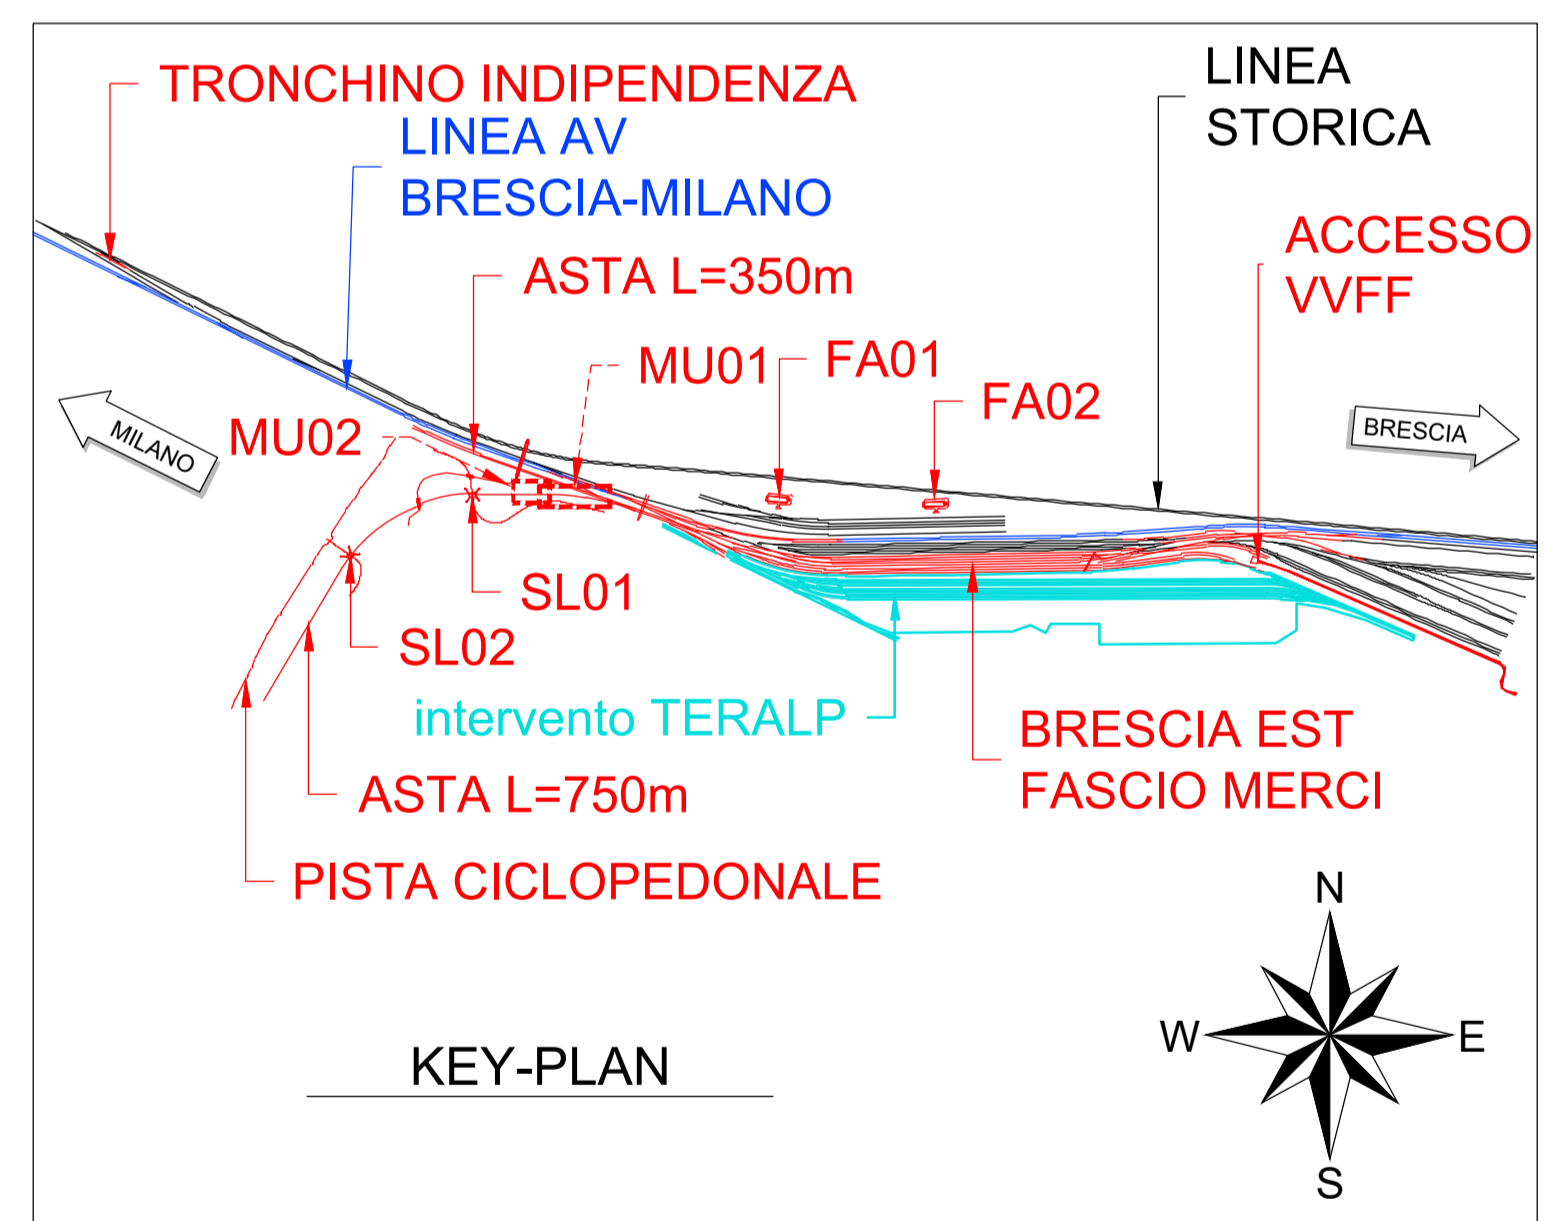 TRONCHINO INDIPENDENZA
LINEA AV
BRESCIA-MILANO
LINEA
STORICA
ASTA L=350m
ACCESSO
VVFF
MU01
FA01
FA02
MILANO
MU02
BRESCIA
SL01
SL02
intervento TERALP
BRESCIA EST
FASCIO MERCI
ASTA L=750m
PISTA CICLOPEDONALE
KEY-PLAN
N
W
E
S